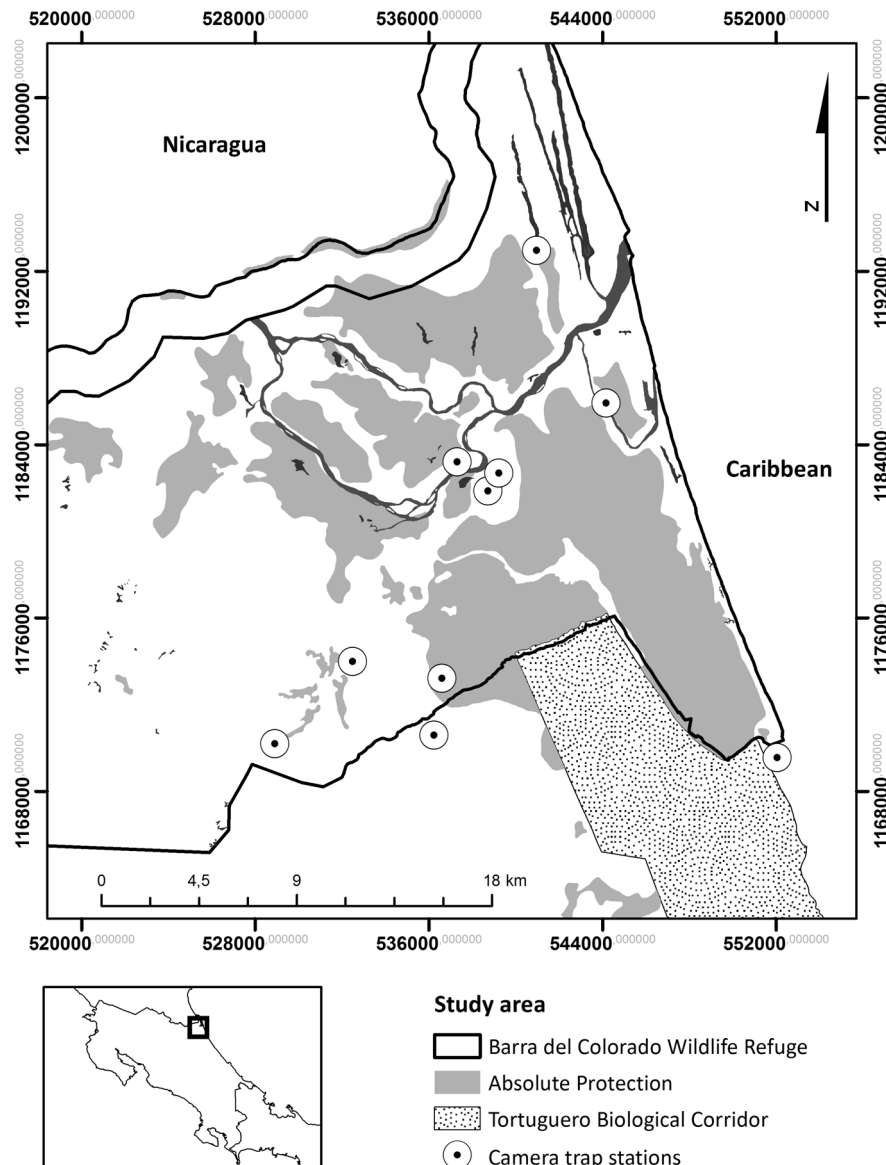 520000,000000 528000,000000 536000,000000 544000,000000 552000,000000
1200000,000000
1200000,000000
Nicaragua
N
1192000,000000
1192000,000000
1184000,000000
1184000,000000
Caribbean
1176000,000000
1176000,000000
1168000,000000
1168000,000000
0 4,5 9 18 km
520000,000000 528000,000000 536000,000000 544000,000000 552000,000000
Study area
Barra del Colorado Wildlife Refuge
Absolute Protection
Tortuguero Biological Corridor
Camera trap stations